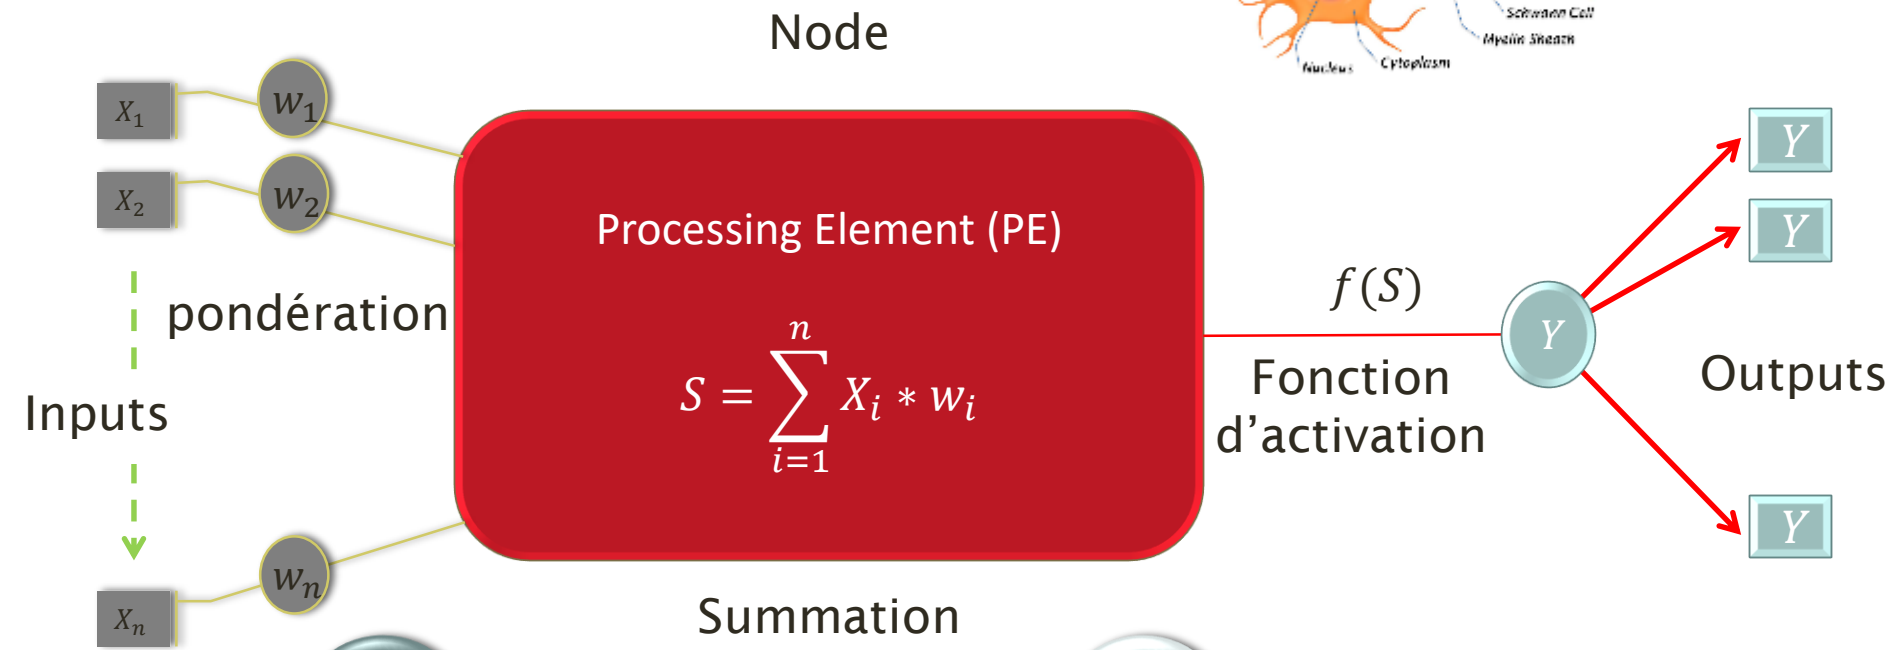 Node
Schwann Cell
Myelin Sheath
Nucleus
Cytoplasm
X₁
w₁
X₂
w₂
pondération
Inputs
Xₙ
wₙ
Processing Element (PE)
S = ∑ᵢ₌₁ⁿ Xᵢ * wᵢ
Summation
f(S)
Fonction
d’activation
Y
Y
Y
Y
Outputs